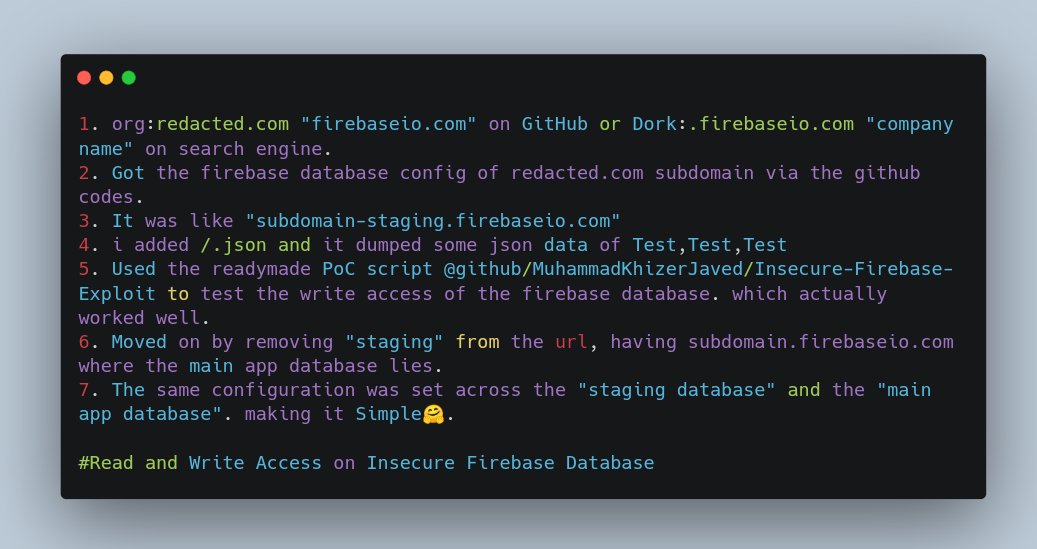 1. org:redacted.com "firebaseio.com" on GitHub or Dork:.firebaseio.com "company
name" on search engine.
2. Got the firebase database config of redacted.com subdomain via the github
codes.
3. It was like "subdomain-staging.firebaseio.com"
4. i added /.json and it dumped some json data of Test,Test,Test
5. Used the readymade PoC script @github/MuhammadKhizerJaved/Insecure-Firebase-
Exploit to test the write access of the firebase database. which actually
worked well.
6. Moved on by removing "staging" from the url, having subdomain.firebaseio.com
where the main app database lies.
7. The same configuration was set across the "staging database" and the "main
app database". making it Simple🤗.
#Read and Write Access on Insecure Firebase Database